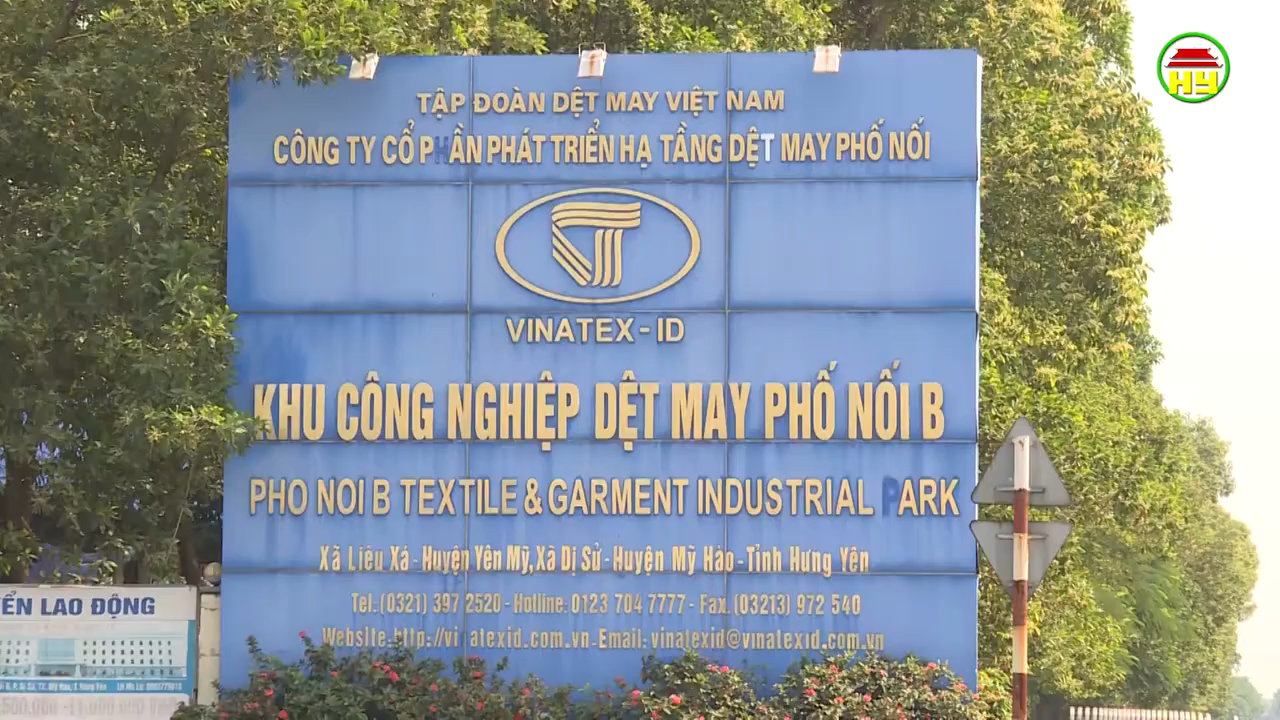 HY
TẬP ĐOÀN DỆT MAY VIỆT NAM
CÔNG TY CỔ PHẦN PHÁT TRIỂN HẠ TẦNG DỆT MAY PHỐ NỐI
VINATEX - ID
KHU CÔNG NGHIỆP DỆT MAY PHỐ NỐI B
PHO NOI B TEXTILE & GARMENT INDUSTRIAL PARK
Xã Liêu Xá - Huyện Yên Mỹ, Xã Dị Sử - Huyện Mỹ Hào - Tỉnh Hưng Yên
Tel: (0321) 397 2520 - Hotline: 0123 704 7777 - Fax. (03213) 972 540
Website: http://vinatexid.com.vn - Email: vinatexid@vinatexid.com.vn
ỂN LAO ĐỘNG